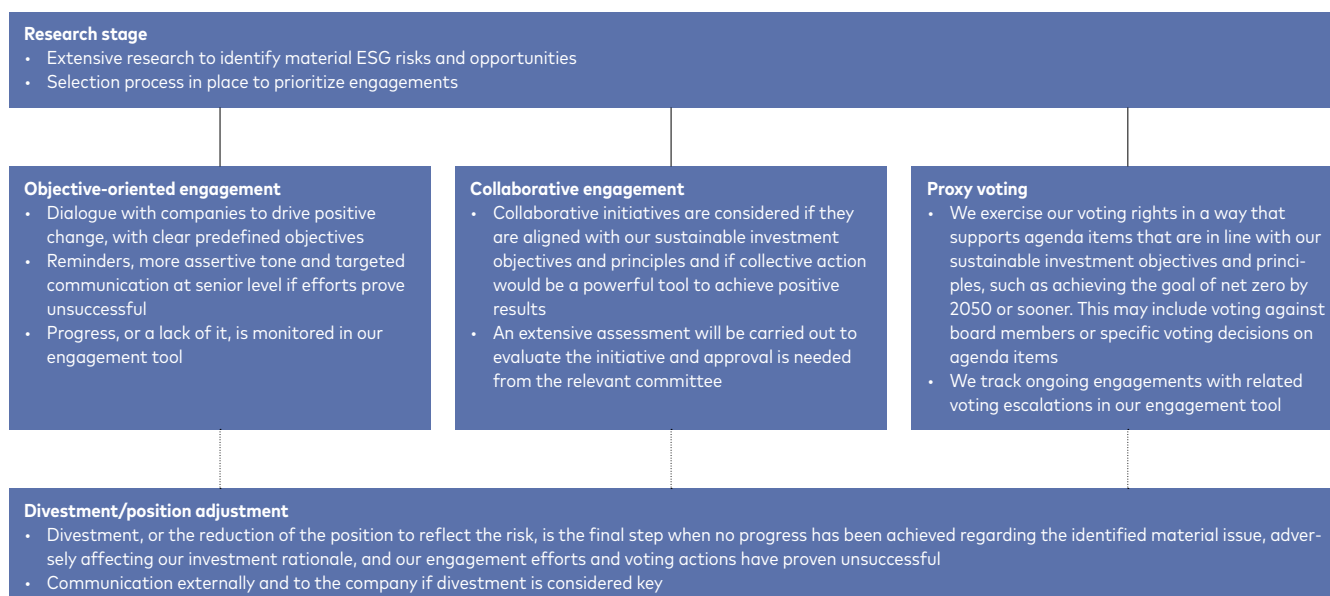 Research stage
• Extensive research to identify material ESG risks and opportunities
• Selection process in place to prioritize engagements
Objective-oriented engagement
• Dialogue with companies to drive positive
change, with clear predefined objectives
• Reminders, more assertive tone and targeted
communication at senior level if efforts prove
unsuccessful
• Progress, or a lack of it, is monitored in our
engagement tool
Collaborative engagement
• Collaborative initiatives are considered if they
are aligned with our sustainable investment
objectives and principles and if collective action
would be a powerful tool to achieve positive
results
• An extensive assessment will be carried out to
evaluate the initiative and approval is needed
from the relevant committee
Proxy voting
• We exercise our voting rights in a way that
supports agenda items that are in line with our
sustainable investment objectives and princi-
ples, such as achieving the goal of net zero by
2050 or sooner. This may include voting against
board members or specific voting decisions on
agenda items
• We track ongoing engagements with related
voting escalations in our engagement tool
Divestment/position adjustment
• Divestment, or the reduction of the position to reflect the risk, is the final step when no progress has been achieved regarding the identified material issue, adver-
sely affecting our investment rationale, and our engagement efforts and voting actions have proven unsuccessful
• Communication externally and to the company if divestment is considered key